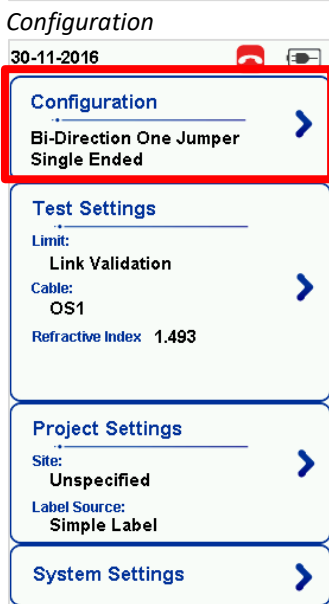 Configuration
30-11-2016
Configuration
Bi-Direction One Jumper
Single Ended
Test Settings
Limit:
Link Validation
Cable:
OS1
Refractive Index 1.493
Project Settings
Site:
Unspecified
Label Source:
Simple Label
System Settings